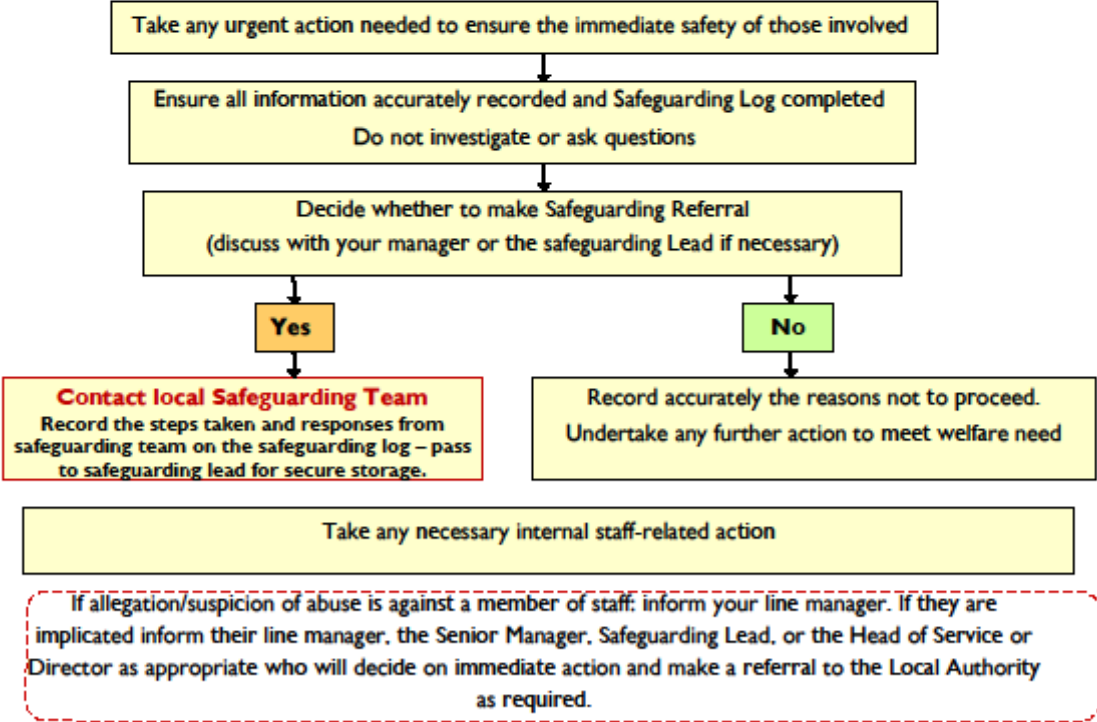 Take any urgent action needed to ensure the immediate safety of those involved
Ensure all information accurately recorded and Safeguarding Log completed
Do not investigate or ask questions
Decide whether to make Safeguarding Referral
(discuss with your manager or the safeguarding Lead if necessary)
Yes
No
Contact local Safeguarding Team
Record the steps taken and responses from
safeguarding team on the safeguarding log – pass
to safeguarding lead for secure storage.
Record accurately the reasons not to proceed.
Undertake any further action to meet welfare need
Take any necessary internal staff-related action
If allegation/suspicion of abuse is against a member of staff: inform your line manager. If they are
implicated inform their line manager, the Senior Manager, Safeguarding Lead, or the Head of Service or
Director as appropriate who will decide on immediate action and make a referral to the Local Authority
as required.